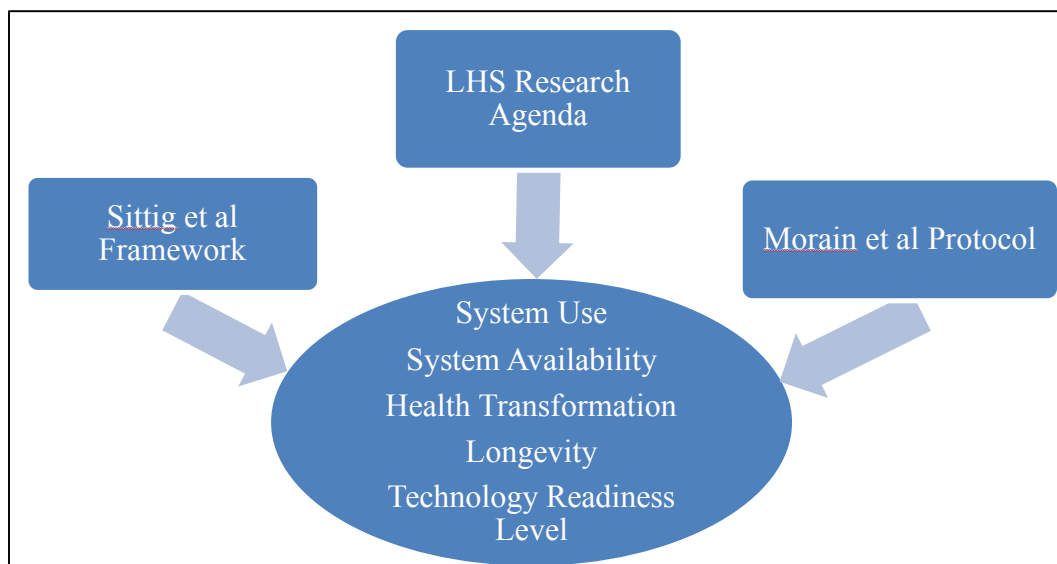 LHS Research
Agenda
Sittig et al
Framework
Morain et al Protocol
System Use
System Availability
Health Transformation
Longevity
Technology Readiness
Level